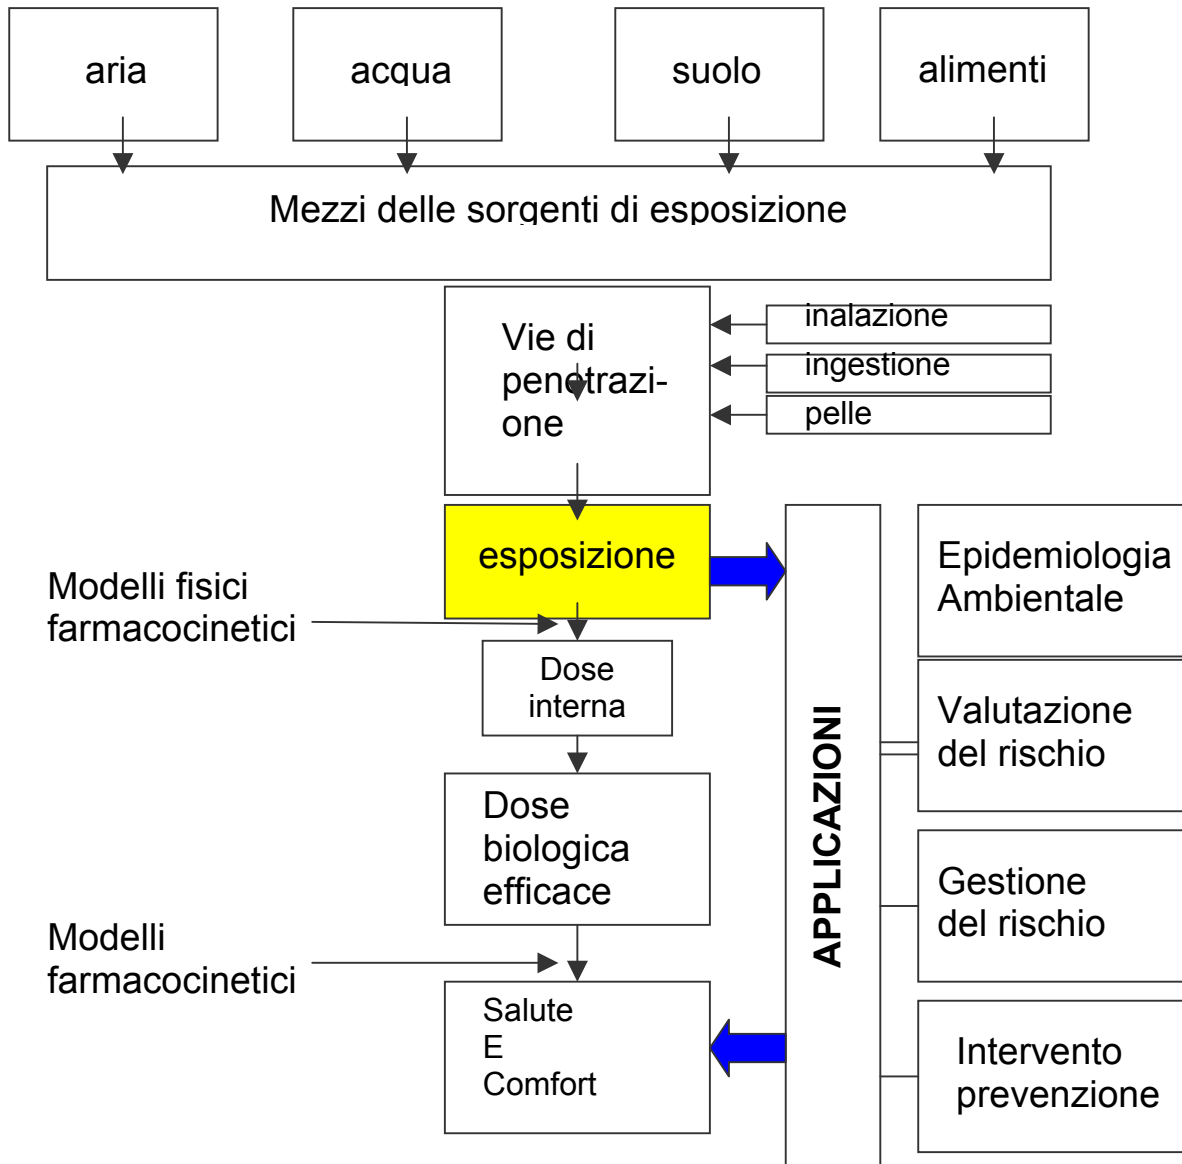 aria
acqua
suolo
alimenti
Mezzi delle sorgenti di esposizione
Vie di
penetrazi-
one
inalazione
ingestione
pelle
esposizione
Modelli fisici
farmacocinetici
Dose
interna
Dose
biologica
efficace
Modelli
farmacocinetici
Salute
E
Comfort
APPLICAZIONI
Epidemiologia
Ambientale
Valutazione
del rischio
Gestione
del rischio
Intervento
prevenzione